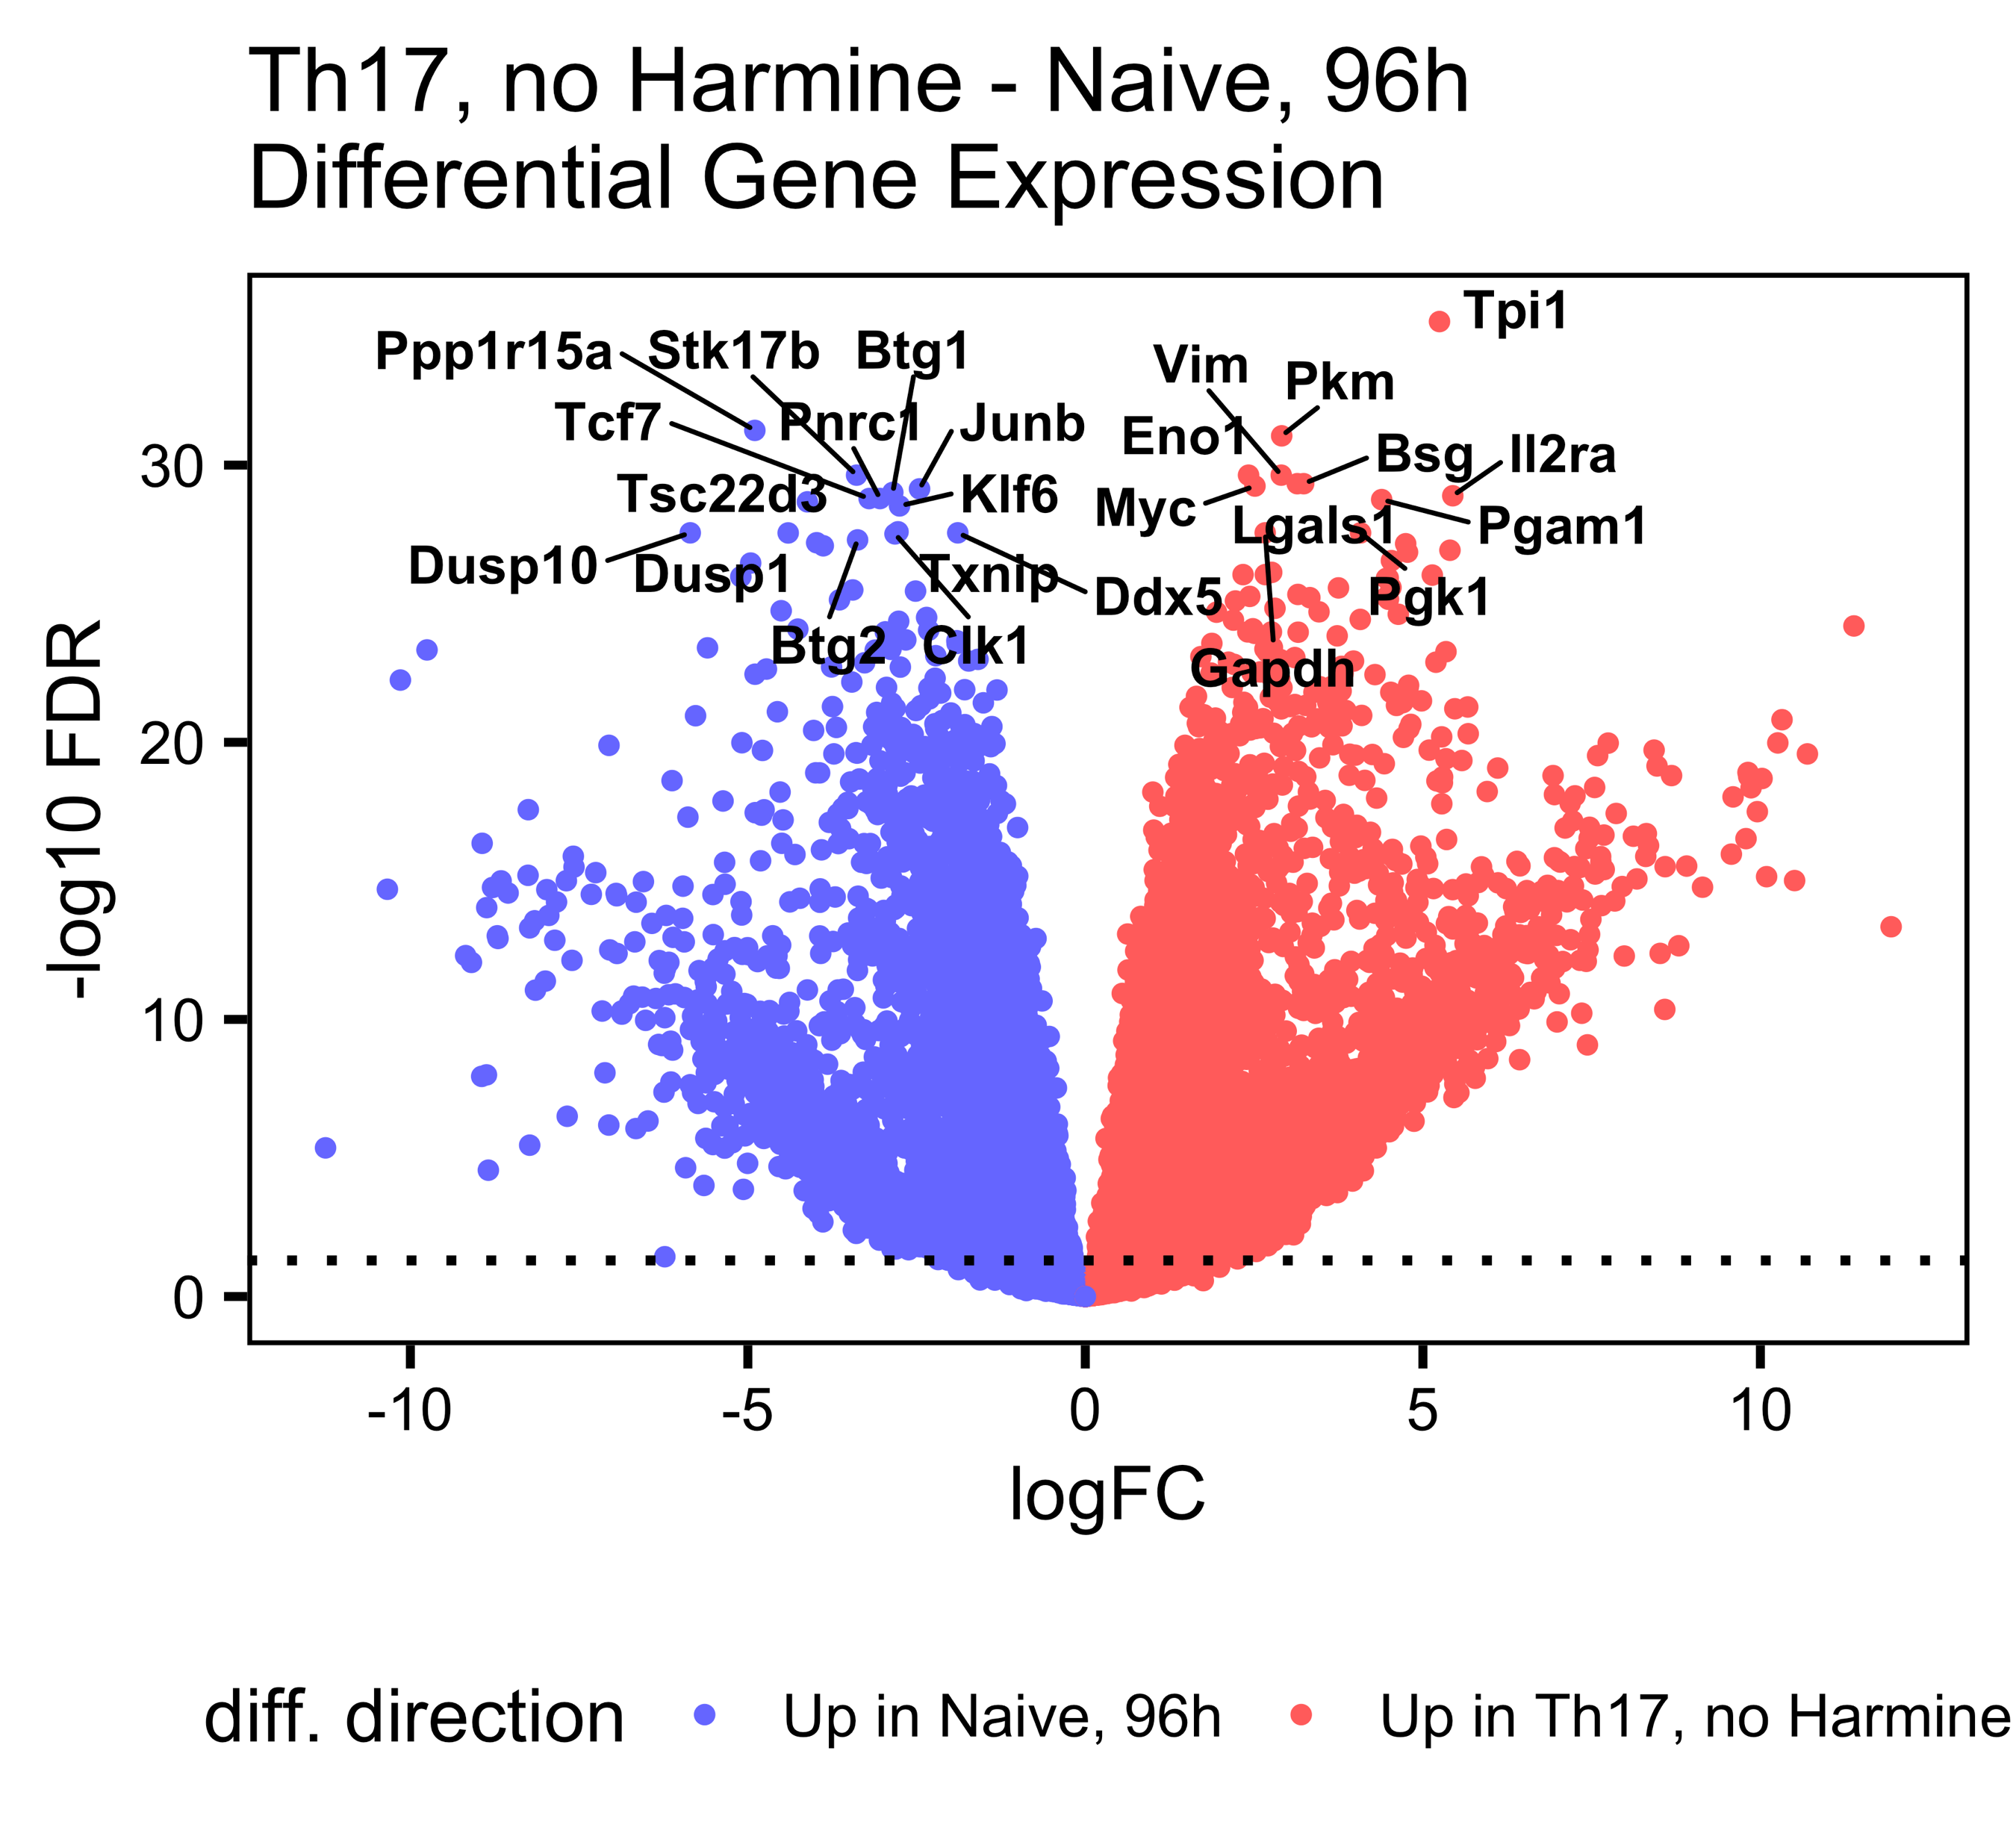 Th17, no Harmine - Naive, 96h
Differential Gene Expression
Tpi1
Ppp1r15a
Stk17b
Btg1
Vim
Pkm
Tcf7
Pnrc1
Junb
Eno1
Bsg
Il2ra
Tsc22d3
Klf6
Myc
Lgals1
Pgam1
Dusp10
Dusp1
Txnip
Ddx5
Pgk1
Btg2
Clk1
Gapdh
-log10 FDR
30
20
10
0
-10
-5
0
5
10
logFC
diff. direction
Up in Naive, 96h
Up in Th17, no Harmine